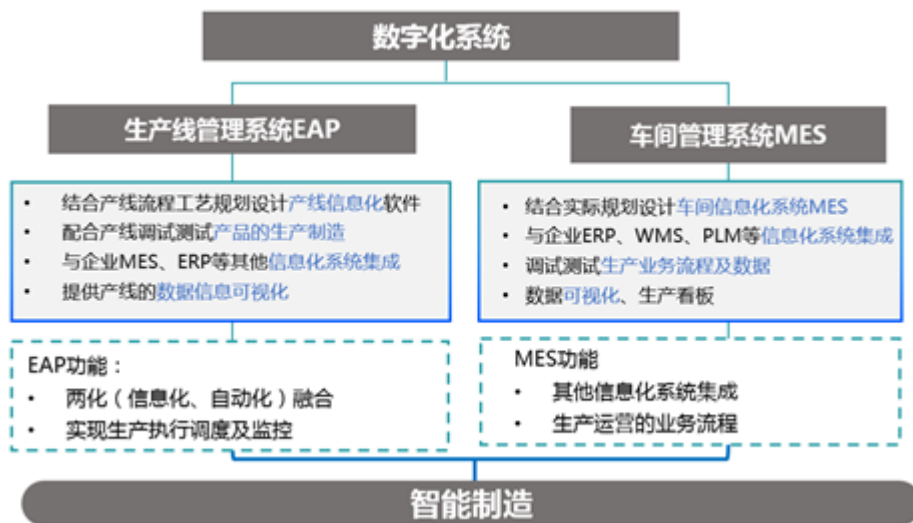 数字化系统
生产线管理系统EAP
车间管理系统MES
• 结合产线流程工艺规划设计产线信息化软件
• 配合产线调试测试产品的生产制造
• 与企业MES、ERP等其他信息化系统集成
• 提供产线的数据信息可视化
• 结合实际规划设计车间信息化系统MES
• 与企业ERP、WMS、PLM等信息化系统集成
• 调试测试生产业务流程及数据
• 数据可视化、生产看板
EAP功能：
• 两化（信息化、自动化）融合
• 实现生产执行调度及监控
MES功能
• 其他信息化系统集成
• 生产运营的业务流程
智能制造